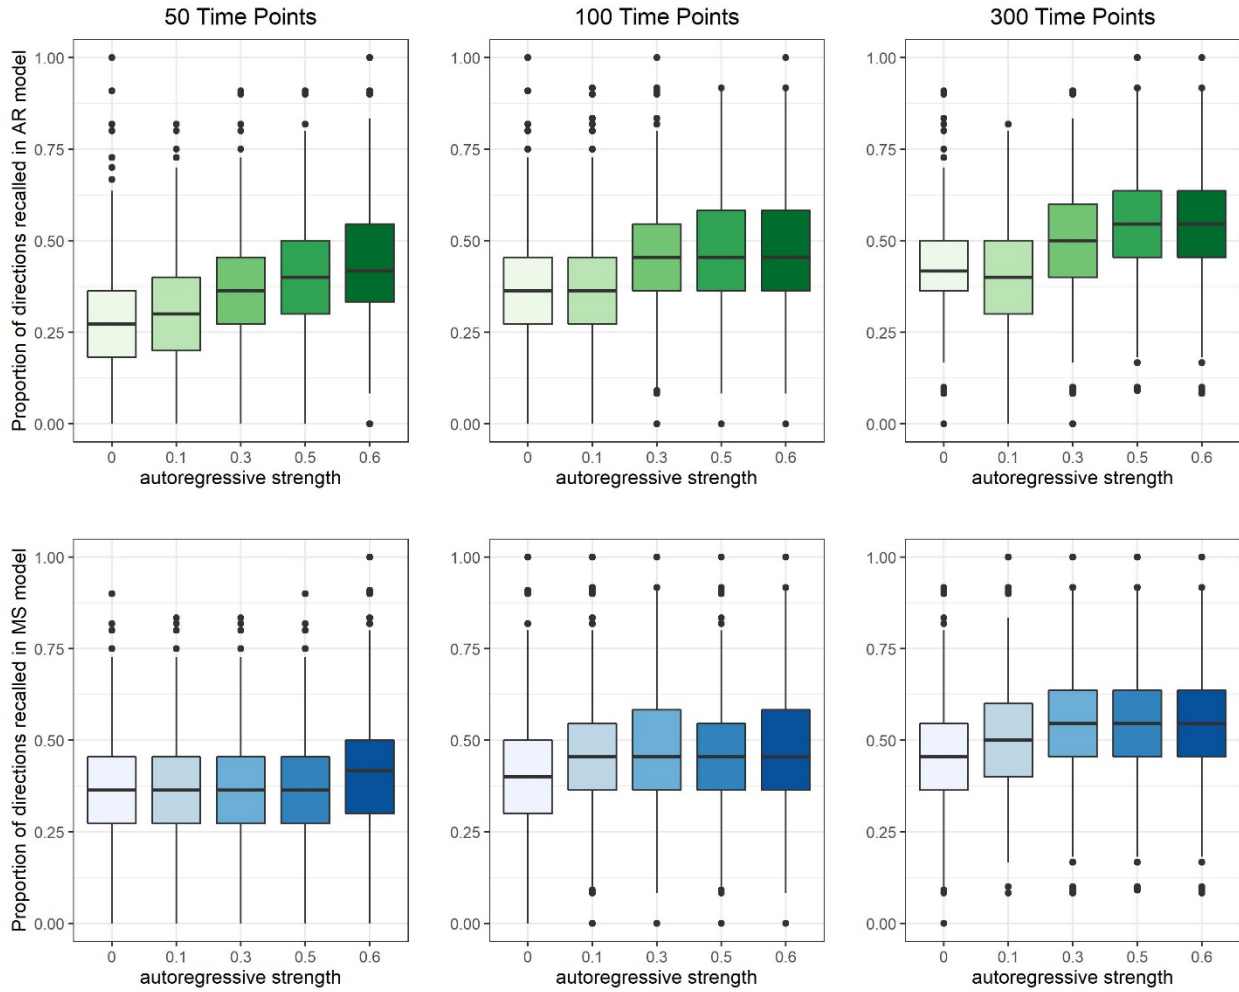 50 Time Points
100 Time Points
300 Time Points
Proportion of directions recalled in AR model
1.00
0.75
0.50
0.25
0.00
0 0.1 0.3 0.5 0.6
autoregressive strength
1.00
0.75
0.50
0.25
0.00
0 0.1 0.3 0.5 0.6
autoregressive strength
1.00
0.75
0.50
0.25
0.00
0 0.1 0.3 0.5 0.6
autoregressive strength
Proportion of directions recalled in MS model
1.00
0.75
0.50
0.25
0.00
0 0.1 0.3 0.5 0.6
autoregressive strength
1.00
0.75
0.50
0.25
0.00
0 0.1 0.3 0.5 0.6
autoregressive strength
1.00
0.75
0.50
0.25
0.00
0 0.1 0.3 0.5 0.6
autoregressive strength